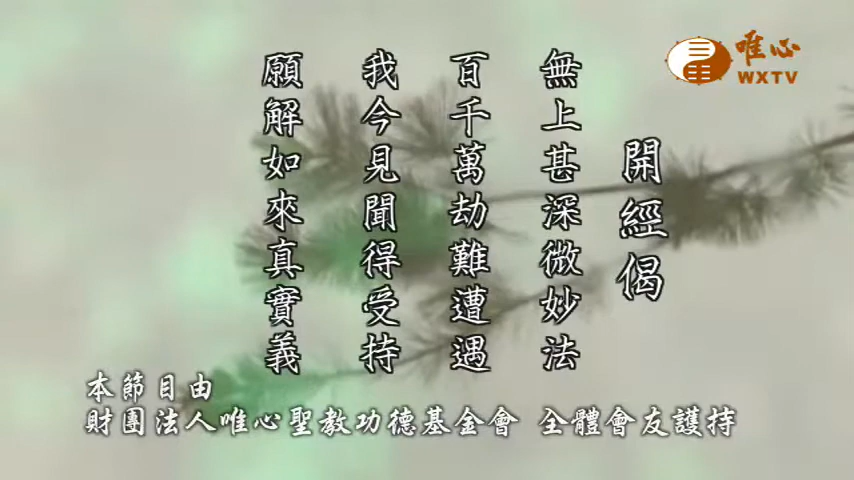 唯心
WXTV
開經偈
無上甚深微妙法
百千萬劫難遭遇
我今見聞得受持
願解如來真實義
本節目由
財團法人唯心聖教功德基金會 全體會友護持